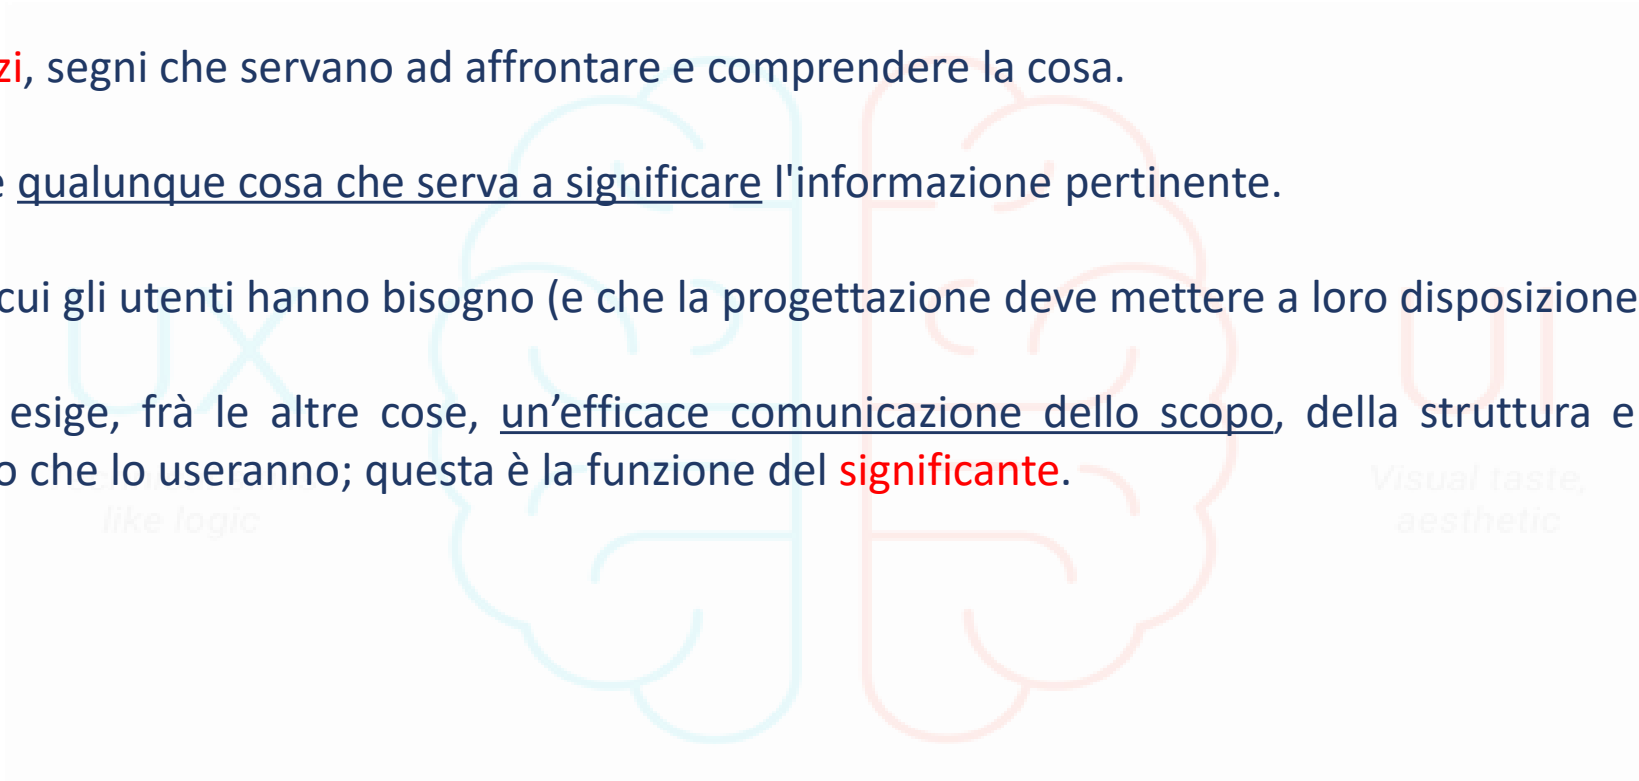 zi, segni che servano ad affrontare e comprendere la cosa.
e qualunque cosa che serva a significare l'informazione pertinente.
cui gli utenti hanno bisogno (e che la progettazione deve mettere a loro disposizione
UX
UI
esige, frà le altre cose, un’efficace comunicazione dello scopo, della struttura e
o che lo useranno; questa è la funzione del significante.
Visual taste,
like logic
aesthetic